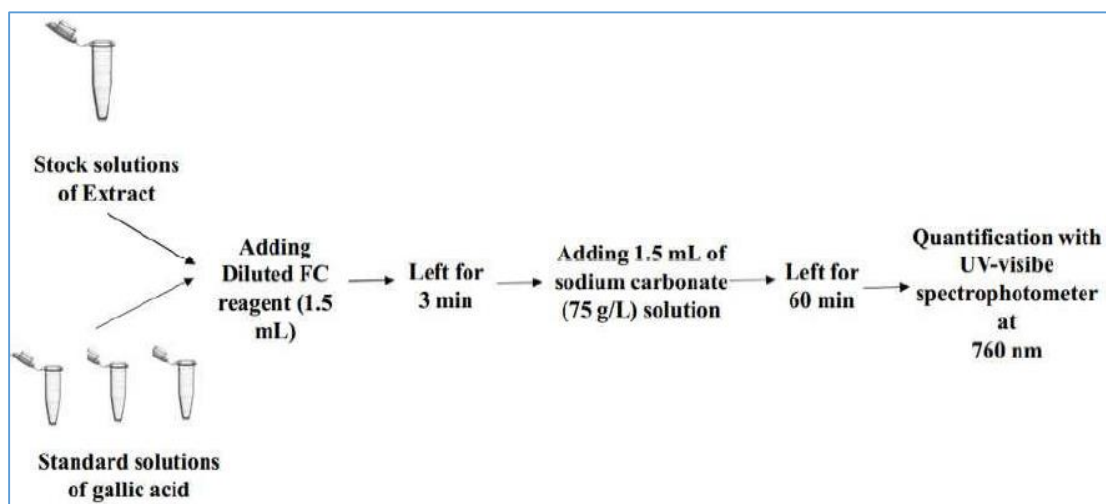 Stock solutions
of Extract
Adding
Diluted FC
reagent (1.5
mL)
Left for
3 min
Adding 1.5 mL of
sodium carbonate
(75 g/L) solution
Left for
60 min
Quantification with
UV-visibe
spectrophotometer
at
760 nm
Standard solutions
of gallic acid